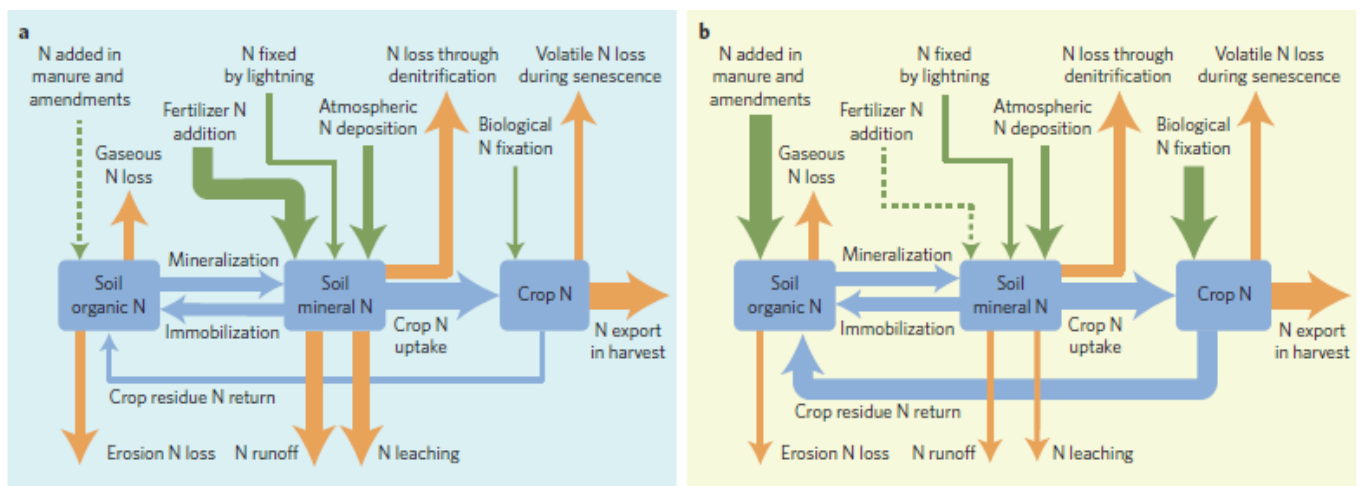 a
N added in
manure and
amendments
N fixed
by lightning
N loss through
denitrification
Volatile N loss
during senescence
Fertilizer N
addition
Atmospheric
N deposition
Biological
N fixation
Gaseous
N loss
Mineralization
Soil
organic N
Soil
mineral N
Crop N
Immobilization
Crop N
uptake
N export
in harvest
Crop residue N return
Erosion N loss
N runoff
N leaching
b
N added in
manure and
amendments
N fixed
by lightning
N loss through
denitrification
Volatile N loss
during senescence
Fertilizer N
addition
Atmospheric
N deposition
Biological
N fixation
Gaseous
N loss
Mineralization
Soil
organic N
Soil
mineral N
Crop N
Immobilization
Crop N
uptake
N export
in harvest
Crop residue N return
Erosion N loss
N runoff
N leaching